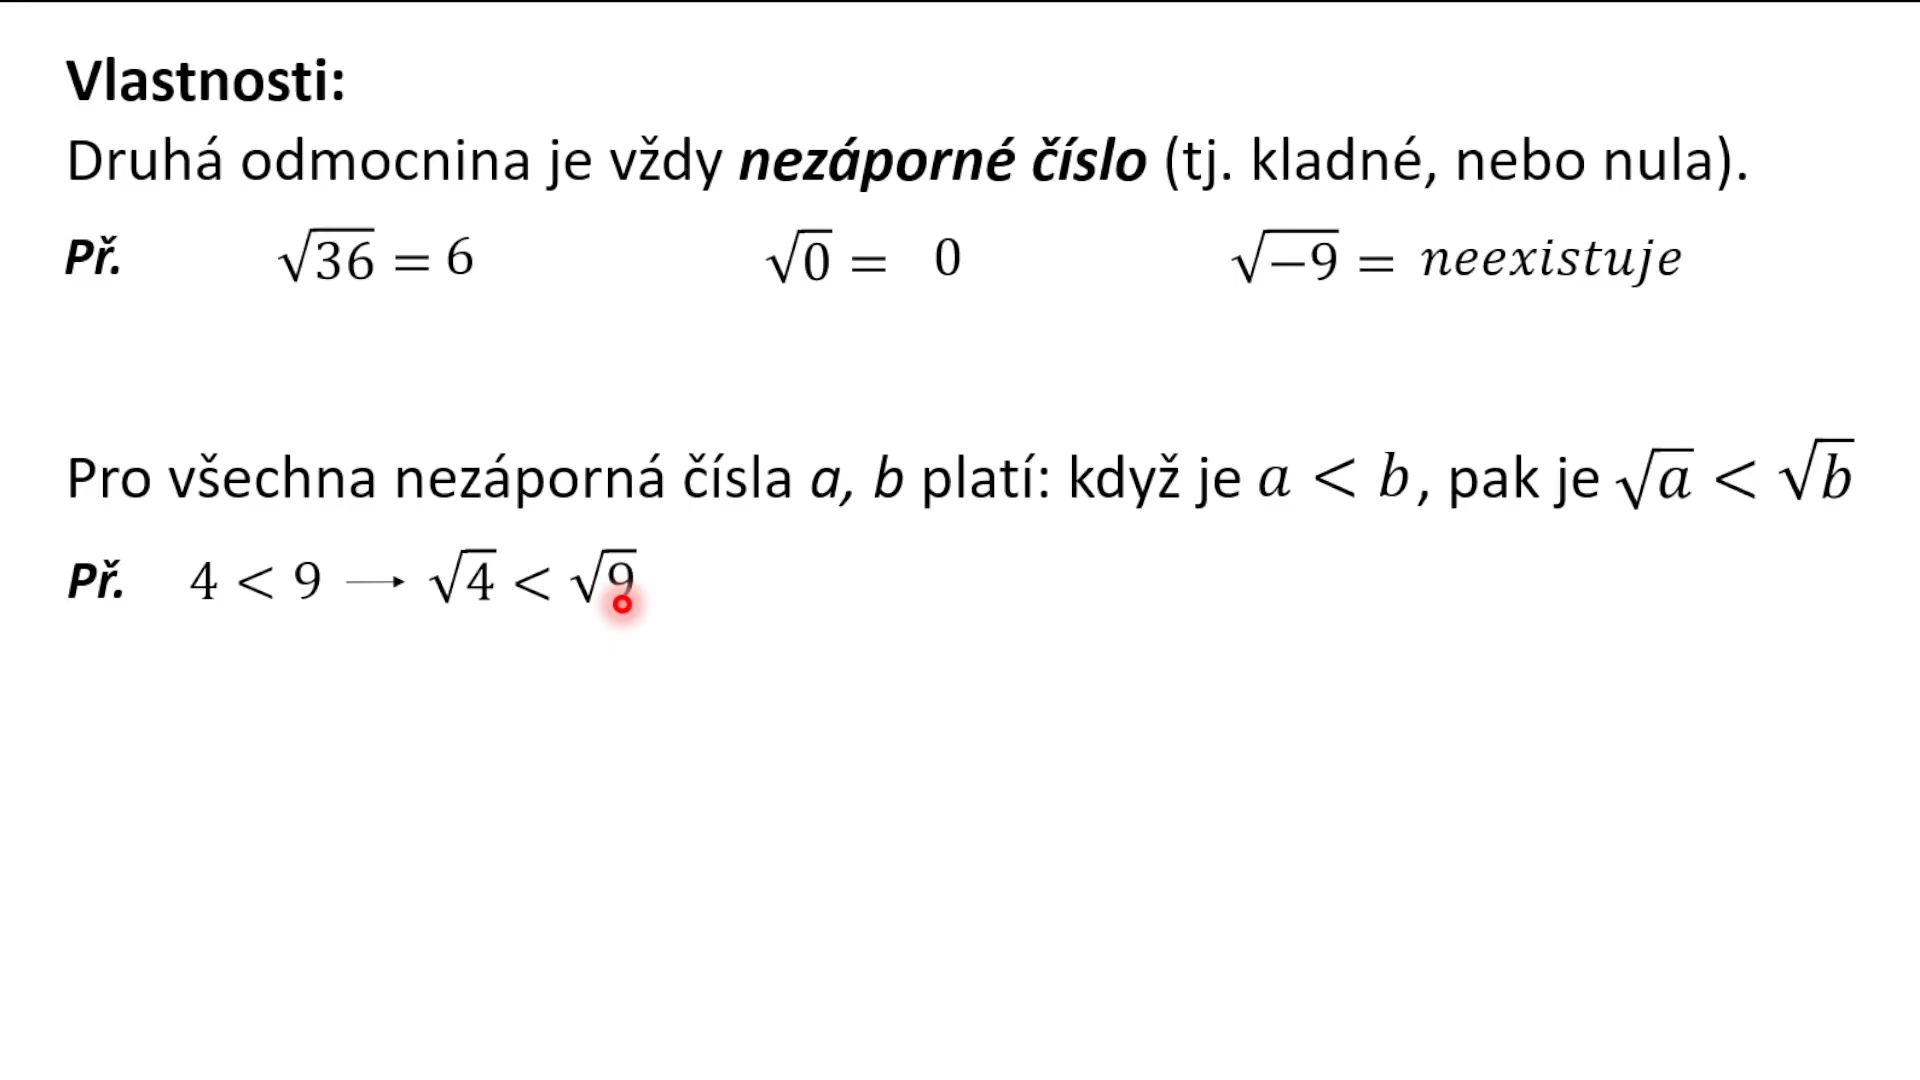 Vlastnosti:
Druhá odmocnina je vždy nezáporné číslo (tj. kladné, nebo nula).
Př. √36 = 6 √0 = 0 √−9 = neexistuje
Pro všechna nezáporná čísla a, b platí: když je a < b, pak je √a < √b
Př. 4 < 9 → √4 < √9